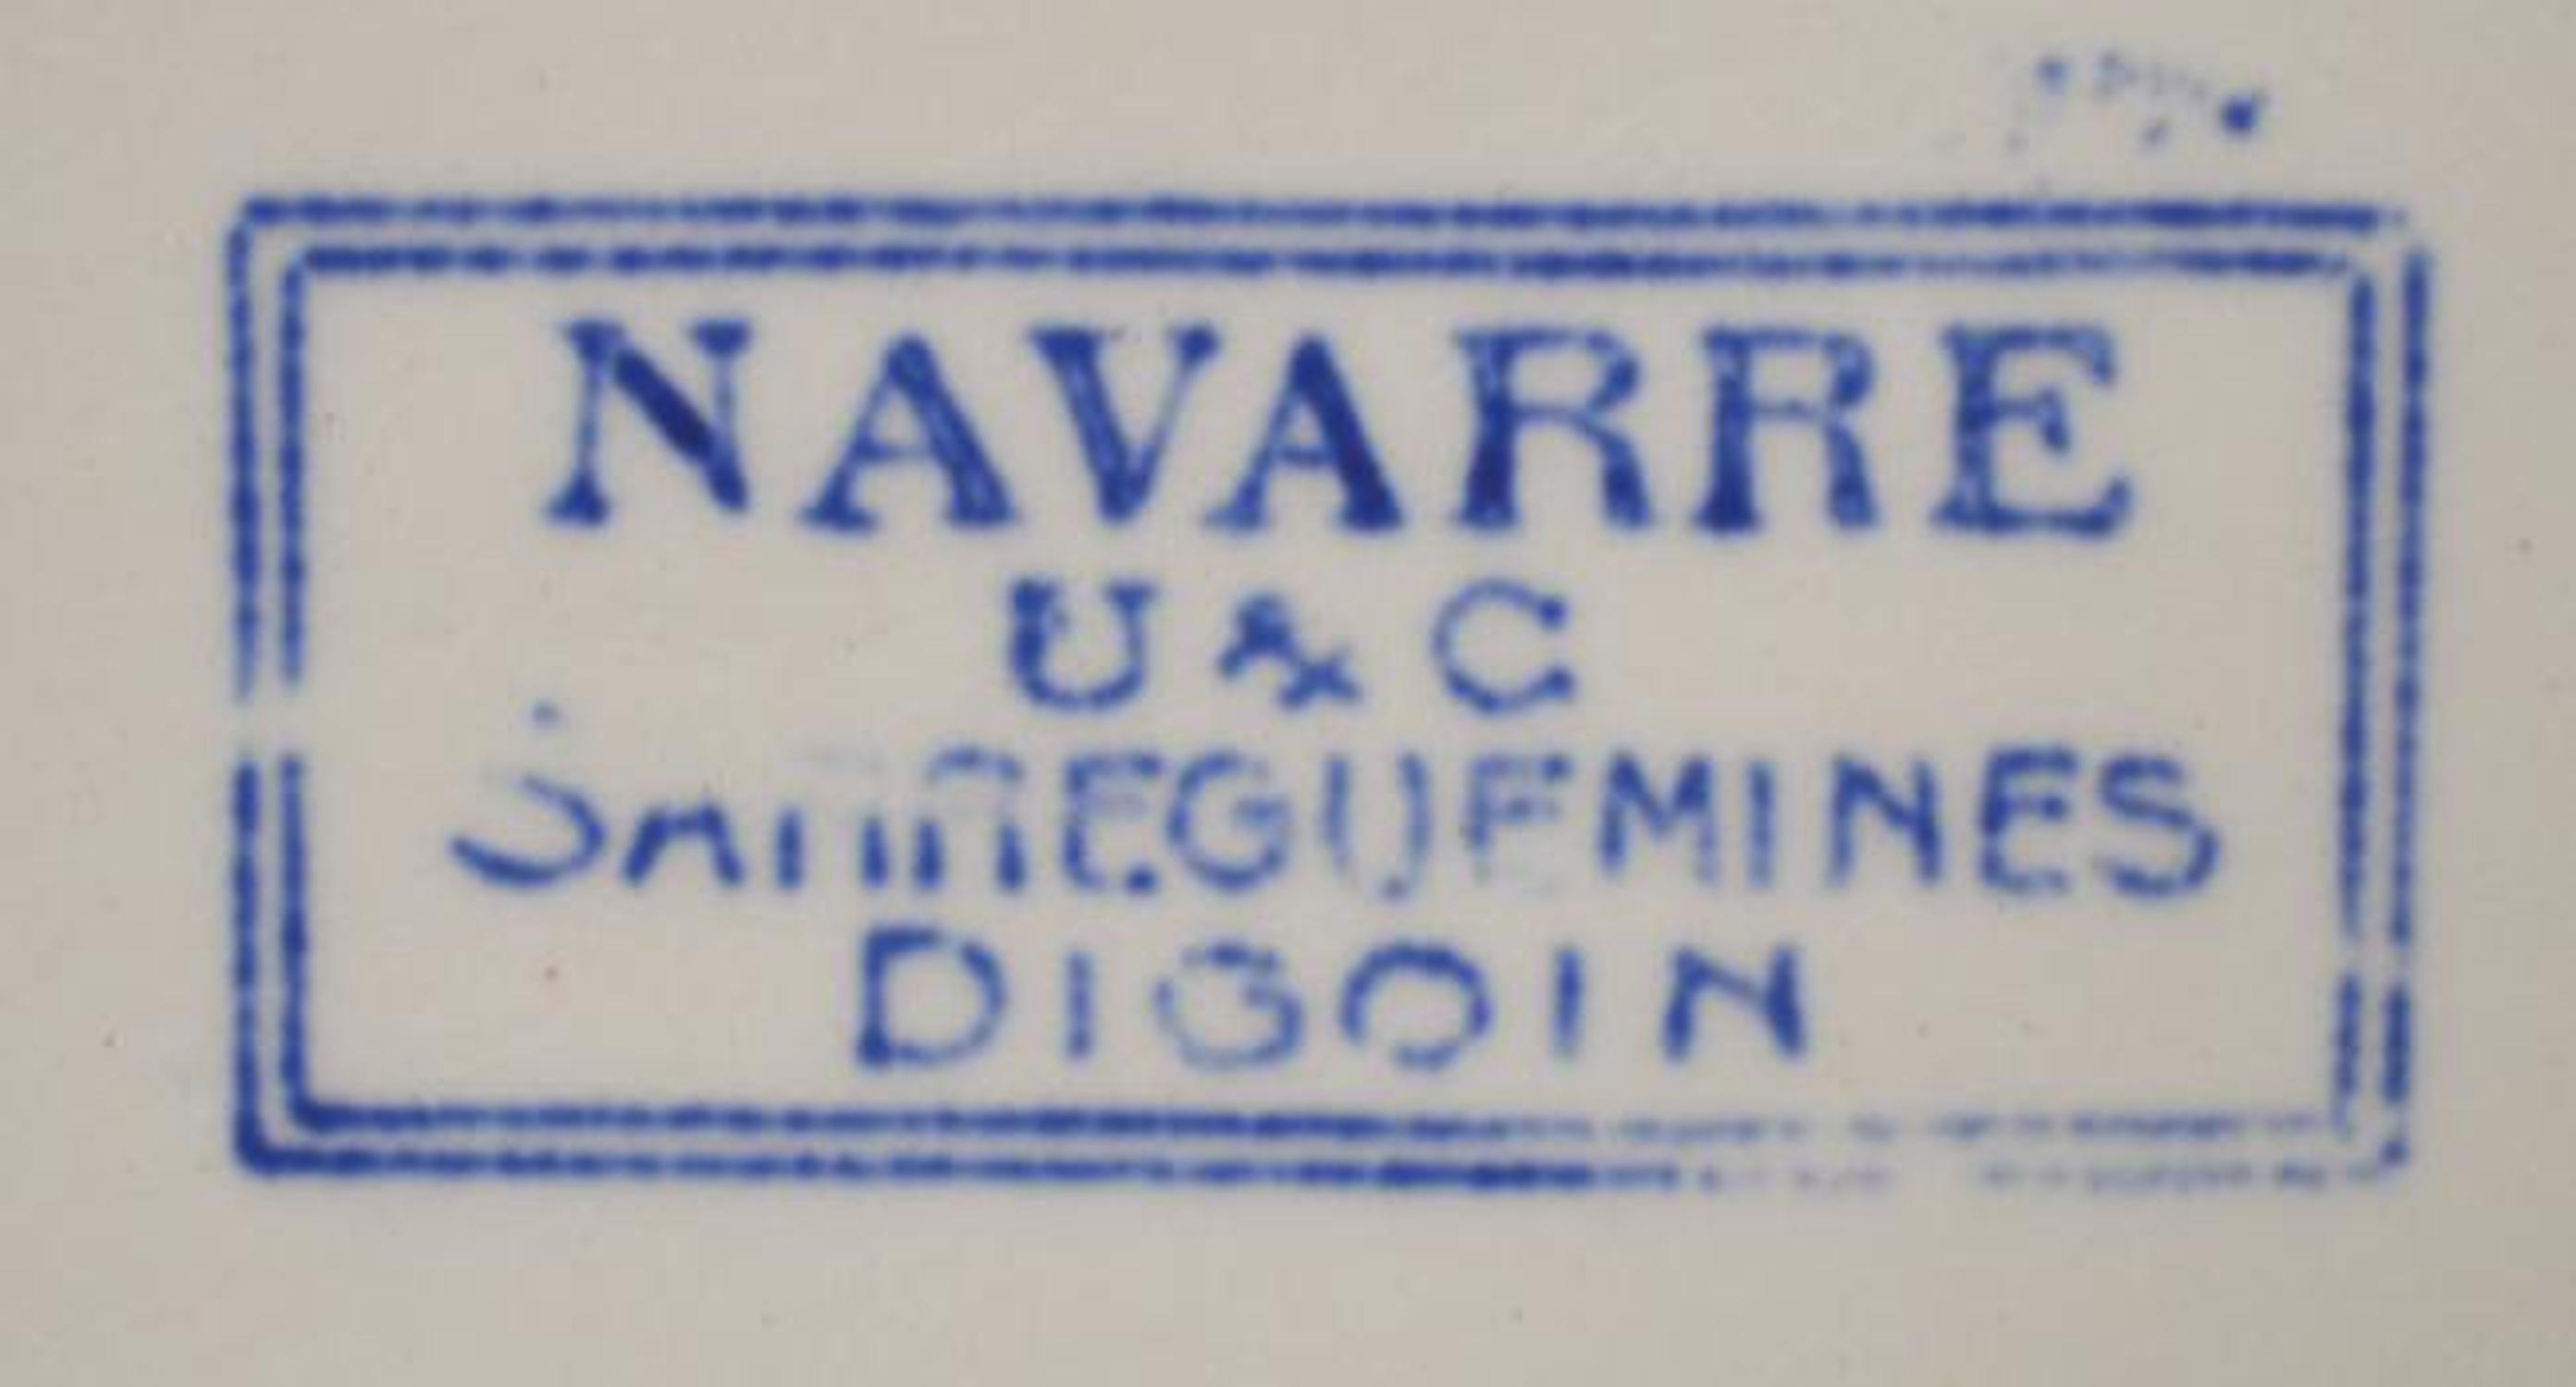 NAVARRE
U & C
SARREGUEMINES
DIGOIN